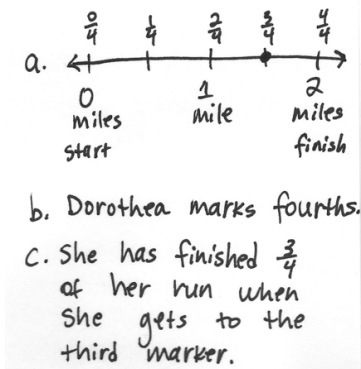 0/4 1/4 2/4 3/4 4/4
a.
0 1 2
miles mile miles
start finish
b. Dorothea marks fourths.
c. She has finished 3/4
of her run when
She gets to the
third marker.